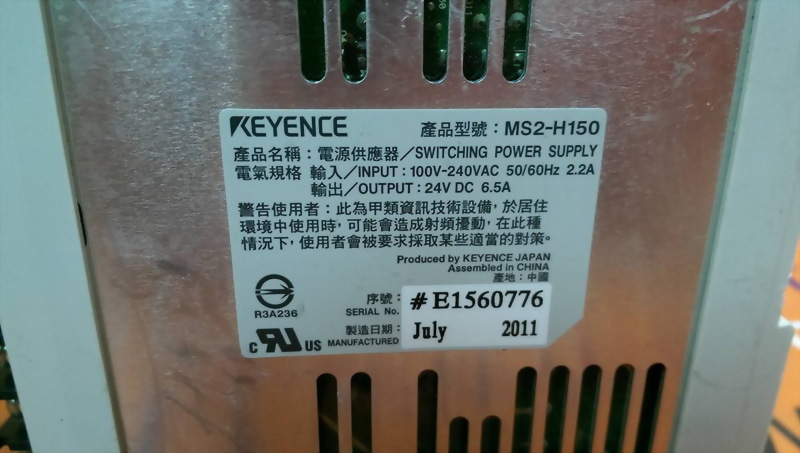 KEYENCE 產品型號：MS2-H150
產品名稱：電源供應器／SWITCHING POWER SUPPLY
電氣規格 輸入／INPUT：100V-240VAC 50/60Hz 2.2A
輸出／OUTPUT：24V DC 6.5A
警告使用者：此為甲類資訊技術設備，於居住
環境中使用時，可能會造成射頻擾動，在此種
情況下，使用者會被要求採取某些適當的對策。
Produced by KEYENCE JAPAN
Assembled in CHINA
產地：中國
R3A236
序號：
SERIAL No.
#E1560776
製造日期：
MANUFACTURED
July 2011
c RU US